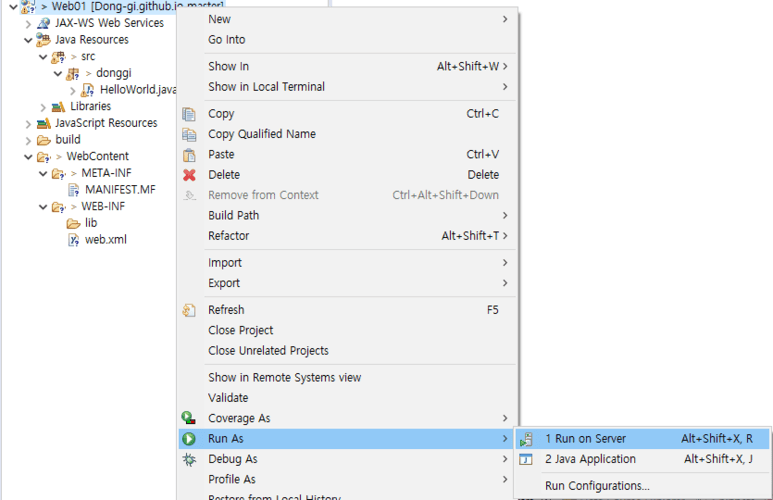 > Web01 [Dong-gi.github.io master]
JAX-WS Web Services
Java Resources
> src
> donggi
HelloWorld.java
Libraries
JavaScript Resources
> build
> WebContent
> META-INF
MANIFEST.MF
> WEB-INF
lib
web.xml
New
Go Into
Show In Alt+Shift+W
Show in Local Terminal
Copy Ctrl+C
Copy Qualified Name
Paste Ctrl+V
Delete Delete
Remove from Context Ctrl+Alt+Shift+Down
Build Path
Refactor Alt+Shift+T
Import
Export
Refresh F5
Close Project
Close Unrelated Projects
Show in Remote Systems view
Validate
Coverage As
Run As
Debug As
Profile As
Restore from Local History
1 Run on Server Alt+Shift+X, R
2 Java Application Alt+Shift+X, J
Run Configurations...